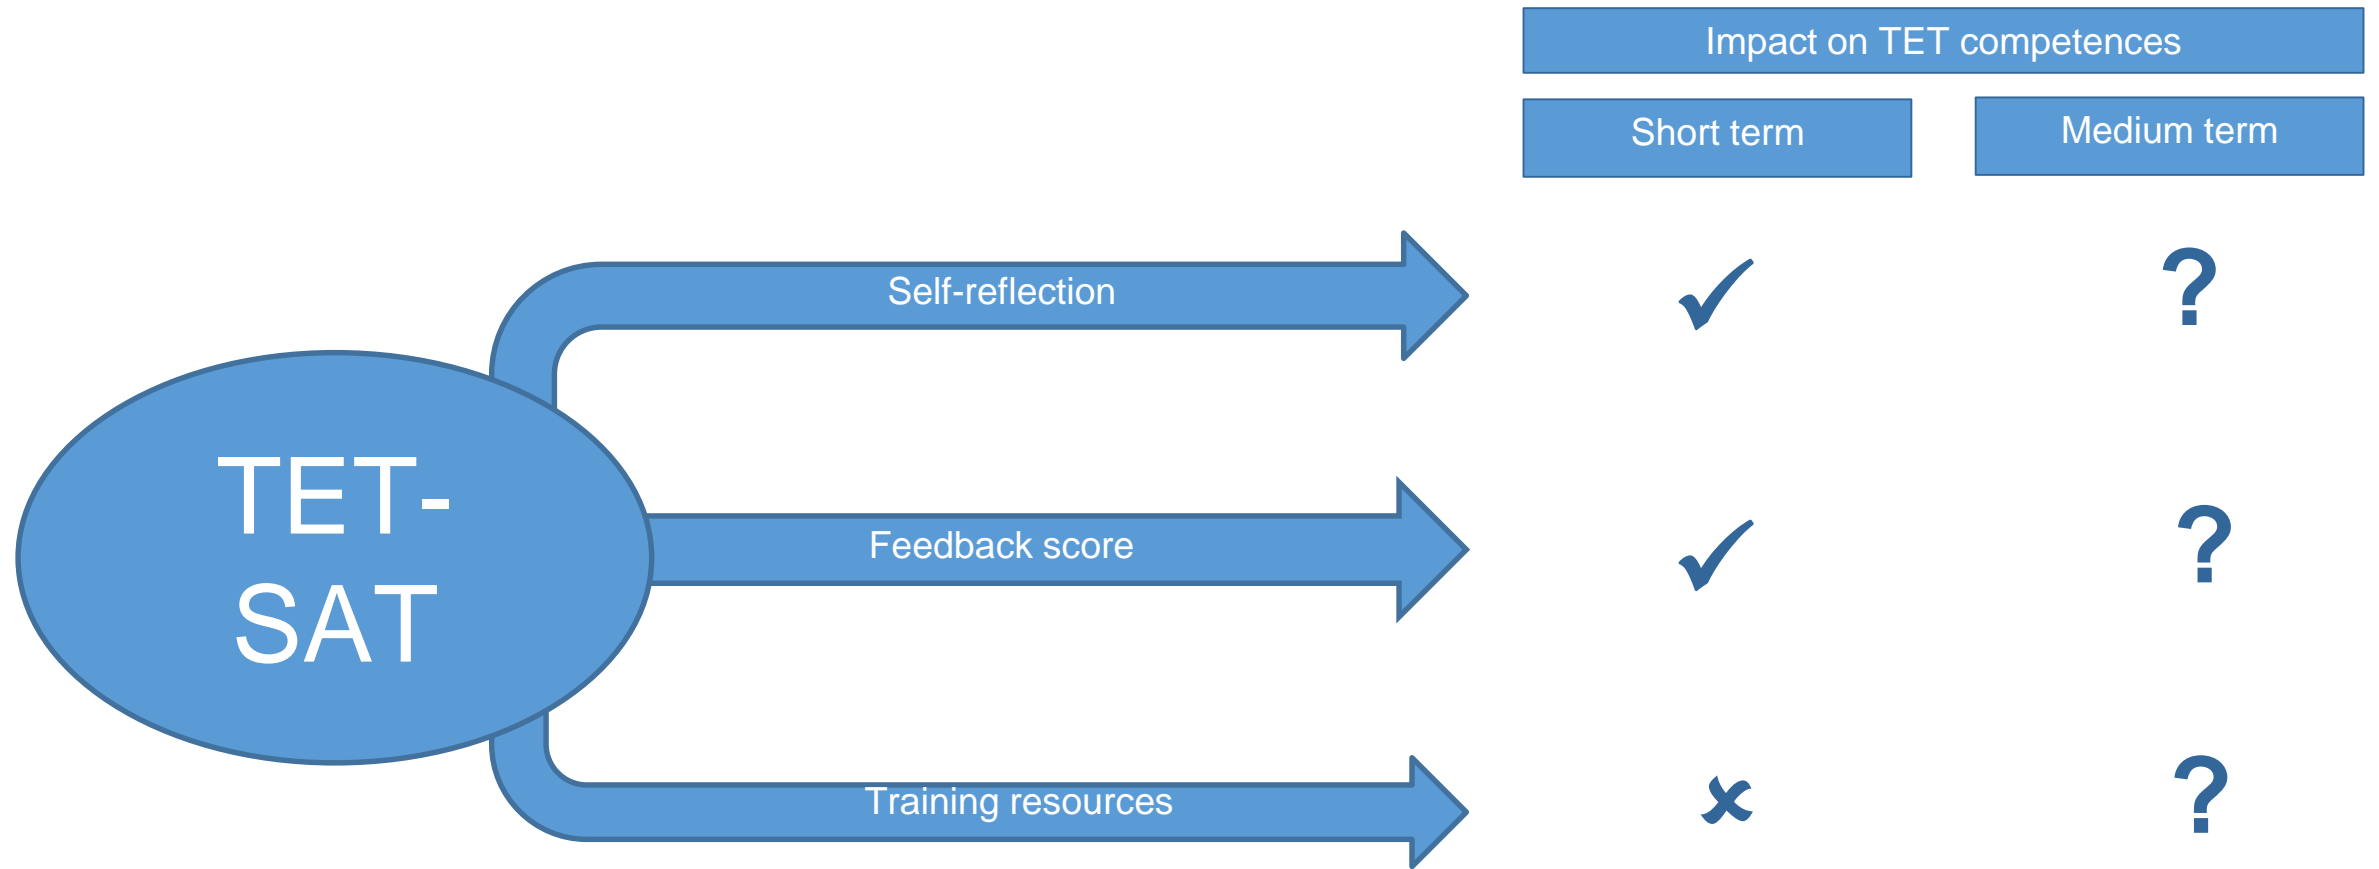 Impact on TET competences
Short term
Medium term
Self-reflection
?
TET-
SAT
Feedback score
?
Training resources
?